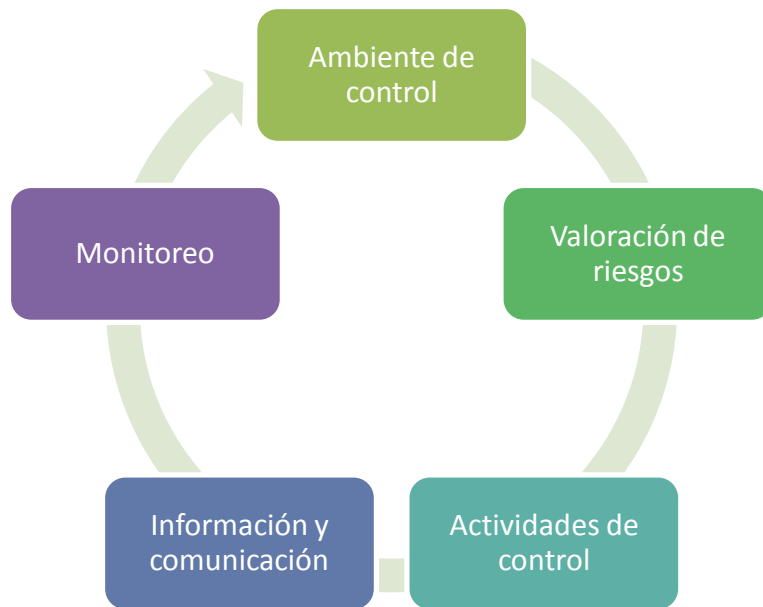 Ambiente de
control
Valoración de
riesgos
Actividades de
control
Información y
comunicación
Monitoreo